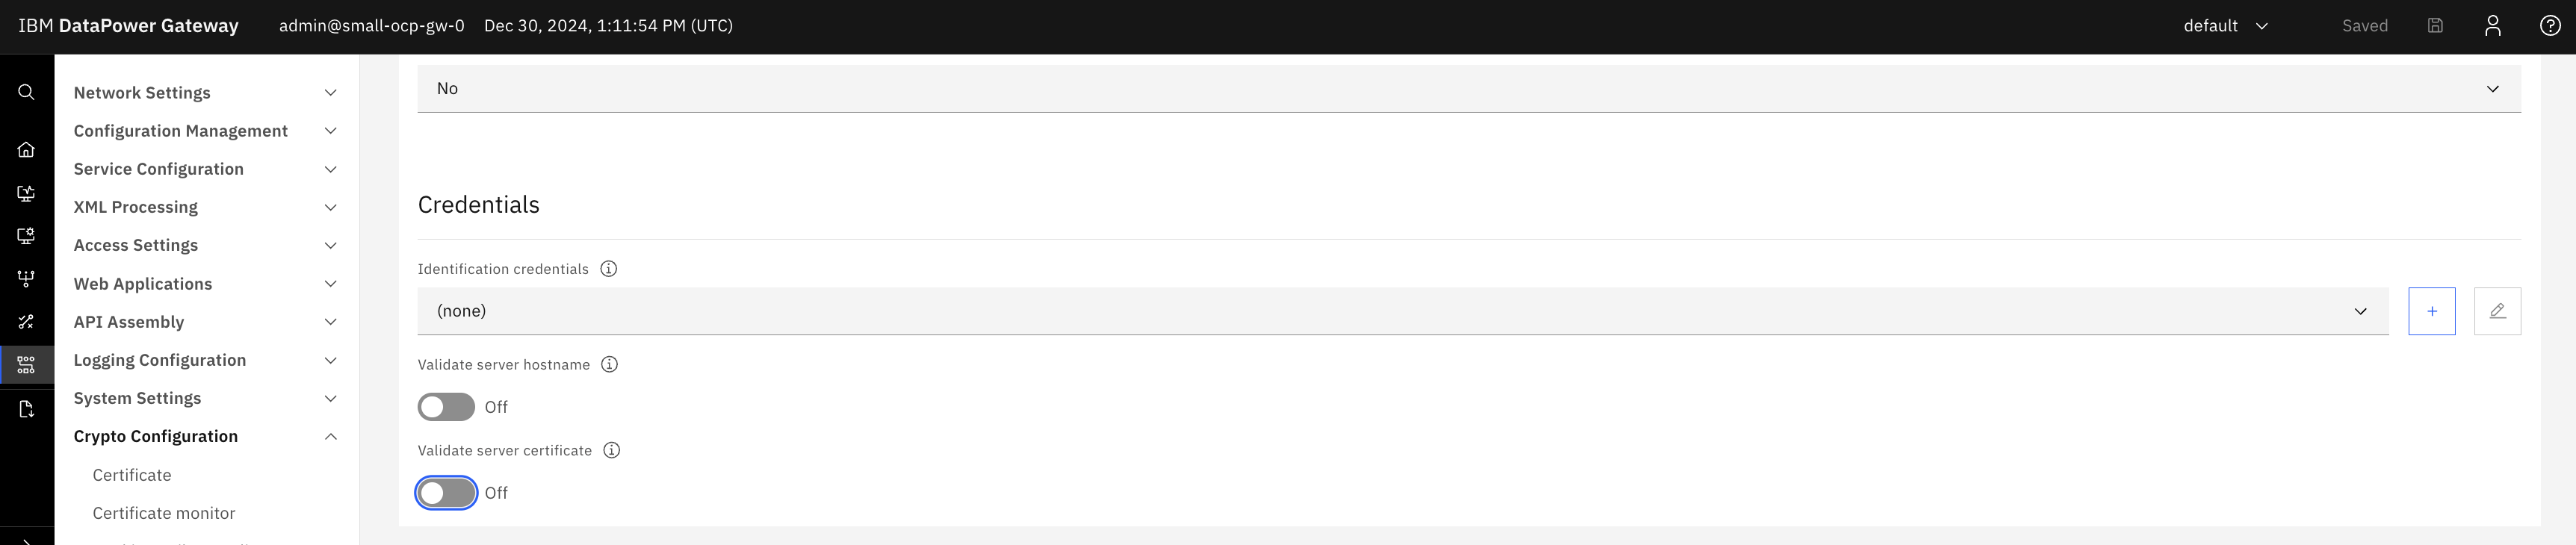 IBM DataPower Gateway
admin@small-ocp-gw-0
Dec 30, 2024, 1:11:54 PM (UTC)
default
Saved
Network Settings
Configuration Management
Service Configuration
XML Processing
Access Settings
Web Applications
API Assembly
Logging Configuration
System Settings
Crypto Configuration
Certificate
Certificate monitor
No
Credentials
Identification credentials
(none)
Validate server hostname
Off
Validate server certificate
Off